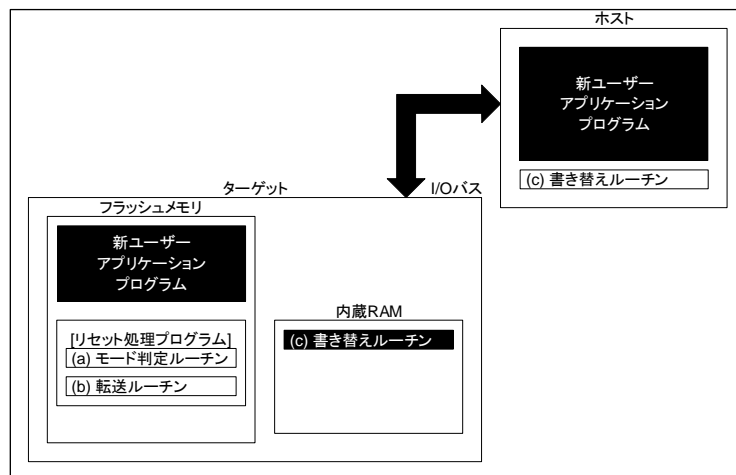 ホスト
新ユーザー
アプリケーション
プログラム
(c) 書き替えルーチン
I/Oバス
ターゲット
フラッシュメモリ
新ユーザー
アプリケーション
プログラム
[リセット処理プログラム]
(a) モード判定ルーチン
(b) 転送ルーチン
内蔵RAM
(c) 書き替えルーチン